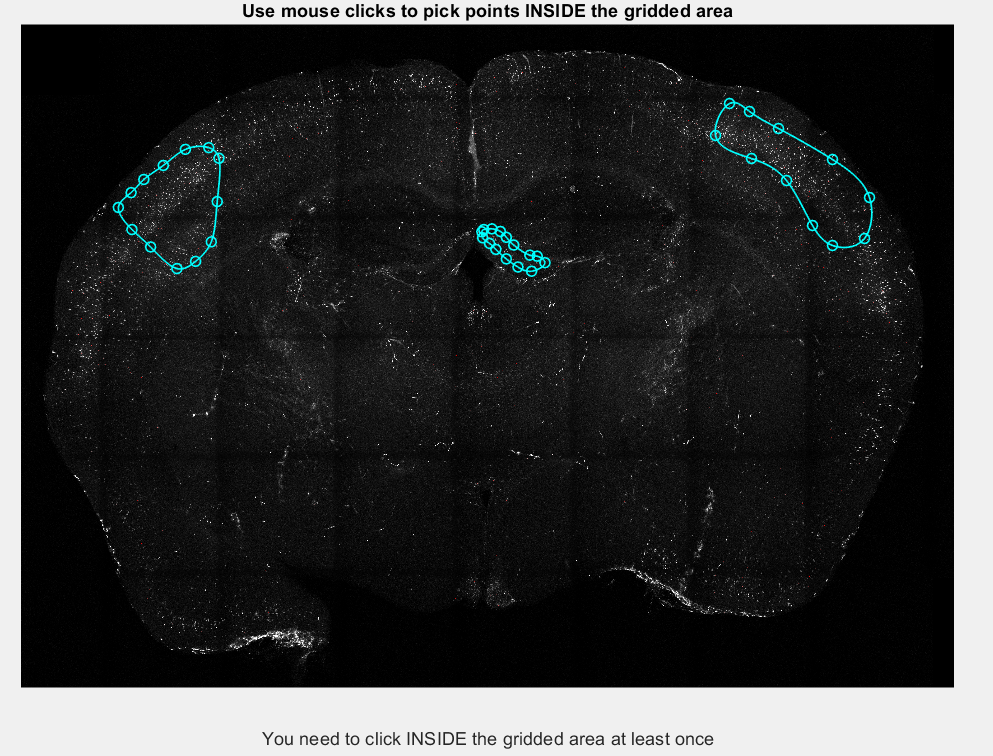 Use mouse clicks to pick points INSIDE the gridded area
You need to click INSIDE the gridded area at least once